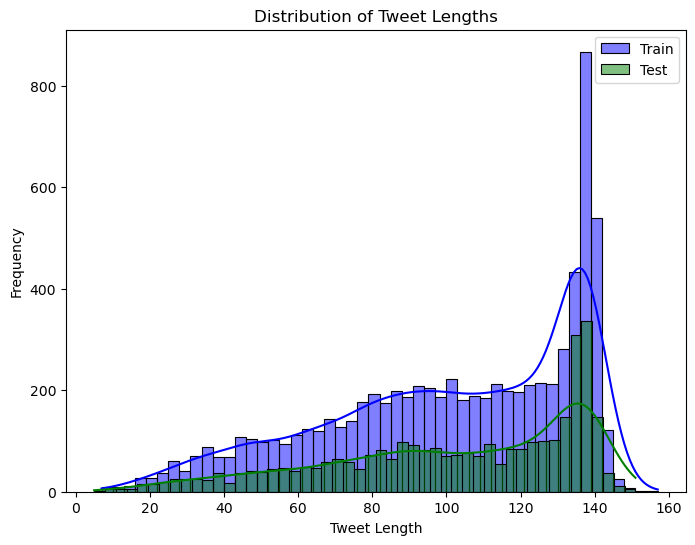 Distribution of Tweet Lengths
Train
Test
Frequency
800
600
400
200
0
0 20 40 60 80 100 120 140 160
Tweet Length